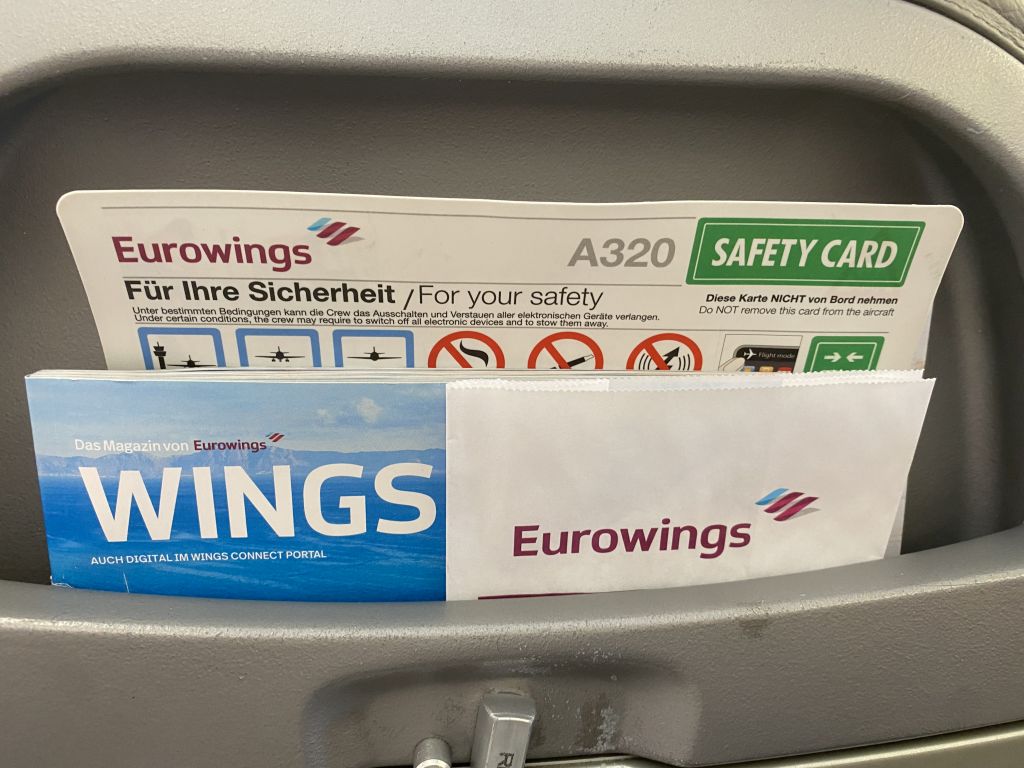 Eurowings
A320
SAFETY CARD
Für Ihre Sicherheit / For your safety
Unter bestimmten Bedingungen kann die Crew das Ausschalten und Verstauen aller elektronischen Geräte verlangen.
Under certain conditions, the crew may require to switch off all electronic devices and to stow them away.
Diese Karte NICHT von Bord nehmen
Do NOT remove this card from the aircraft
Flight mode
Das Magazin von Eurowings
WINGS
AUCH DIGITAL IM WINGS CONNECT PORTAL
Eurowings